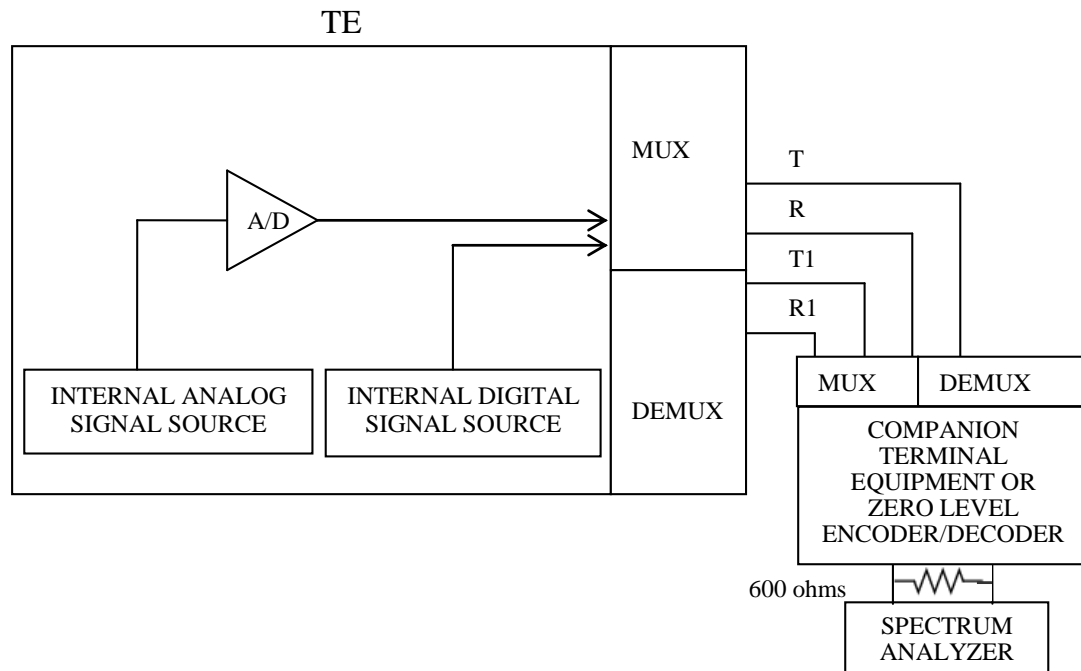 TE
MUX
T
R
A/D
T1
R1
INTERNAL ANALOG
SIGNAL SOURCE
INTERNAL DIGITAL
SIGNAL SOURCE
DEMUX
MUX
DEMUX
COMPANION
TERMINAL
EQUIPMENT OR
ZERO LEVEL
ENCODER/DECODER
600 ohms
SPECTRUM
ANALYZER